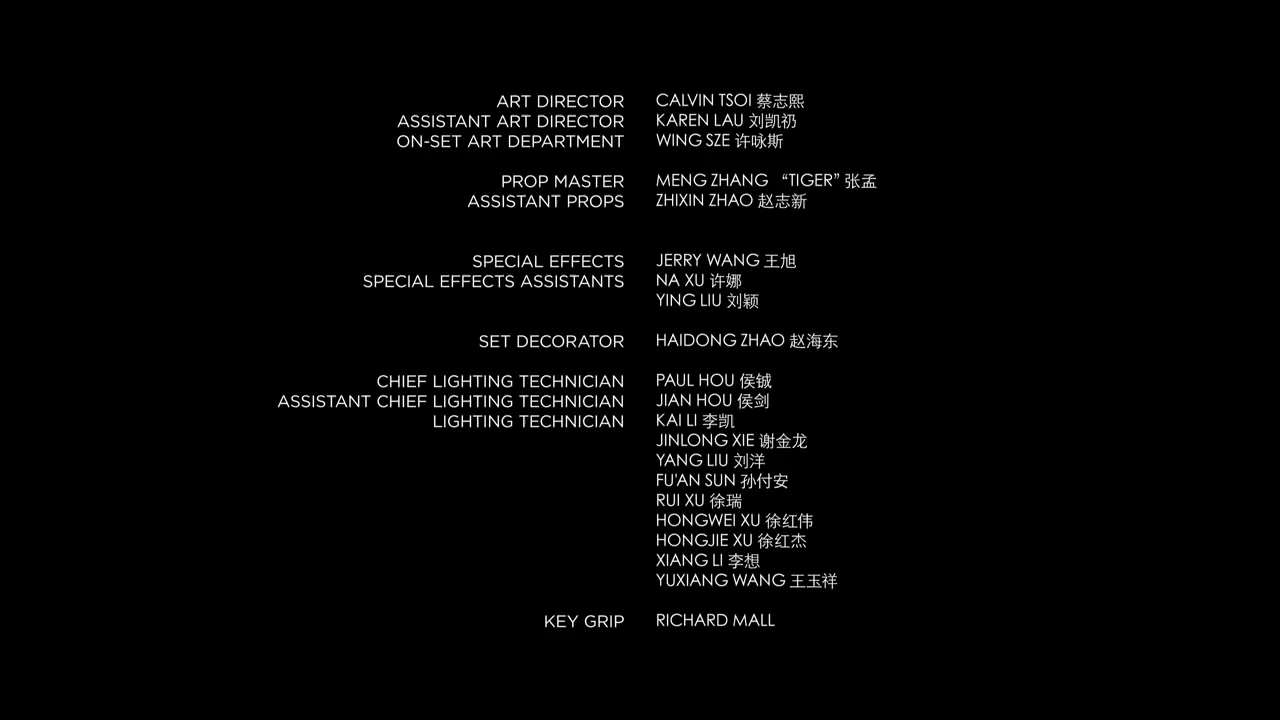 ART DIRECTOR CALVIN TSOI 蔡志熙
ASSISTANT ART DIRECTOR KAREN LAU 刘凯礽
ON-SET ART DEPARTMENT WING SZE 许咏斯
PROP MASTER MENG ZHANG “TIGER” 张孟
ASSISTANT PROPS ZHIXIN ZHAO 赵志新
SPECIAL EFFECTS JERRY WANG 王旭
SPECIAL EFFECTS ASSISTANTS NA XU 许娜
YING LIU 刘颖
SET DECORATOR HAIDONG ZHAO 赵海东
CHIEF LIGHTING TECHNICIAN PAUL HOU 侯钺
ASSISTANT CHIEF LIGHTING TECHNICIAN JIAN HOU 侯剑
LIGHTING TECHNICIAN KAI LI 李凯
JINLONG XIE 谢金龙
YANG LIU 刘洋
FU'AN SUN 孙付安
RUI XU 徐瑞
HONGWEI XU 徐红伟
HONGJIE XU 徐红杰
XIANG LI 李想
YUXIANG WANG 王玉祥
KEY GRIP RICHARD MALL